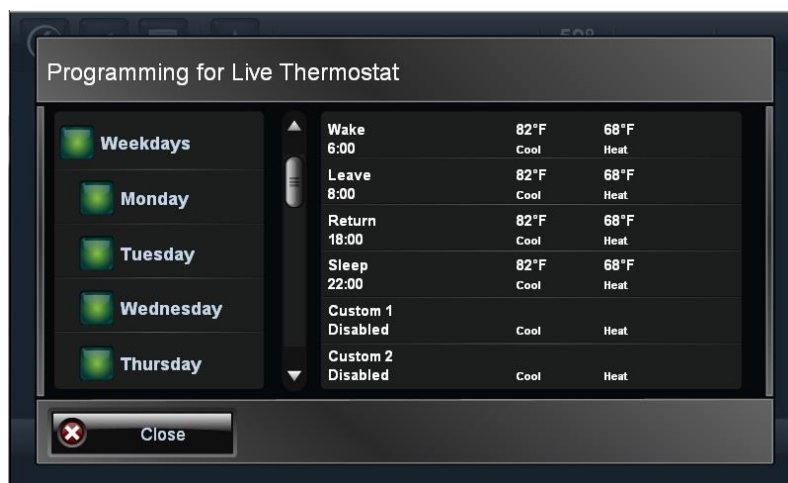 Programming for Live Thermostat
Weekdays
Monday
Tuesday
Wednesday
Thursday
Wake 82°F 68°F
6:00 Cool Heat
Leave 82°F 68°F
8:00 Cool Heat
Return 82°F 68°F
18:00 Cool Heat
Sleep 82°F 68°F
22:00 Cool Heat
Custom 1
Disabled Cool Heat
Custom 2
Disabled Cool Heat
Close